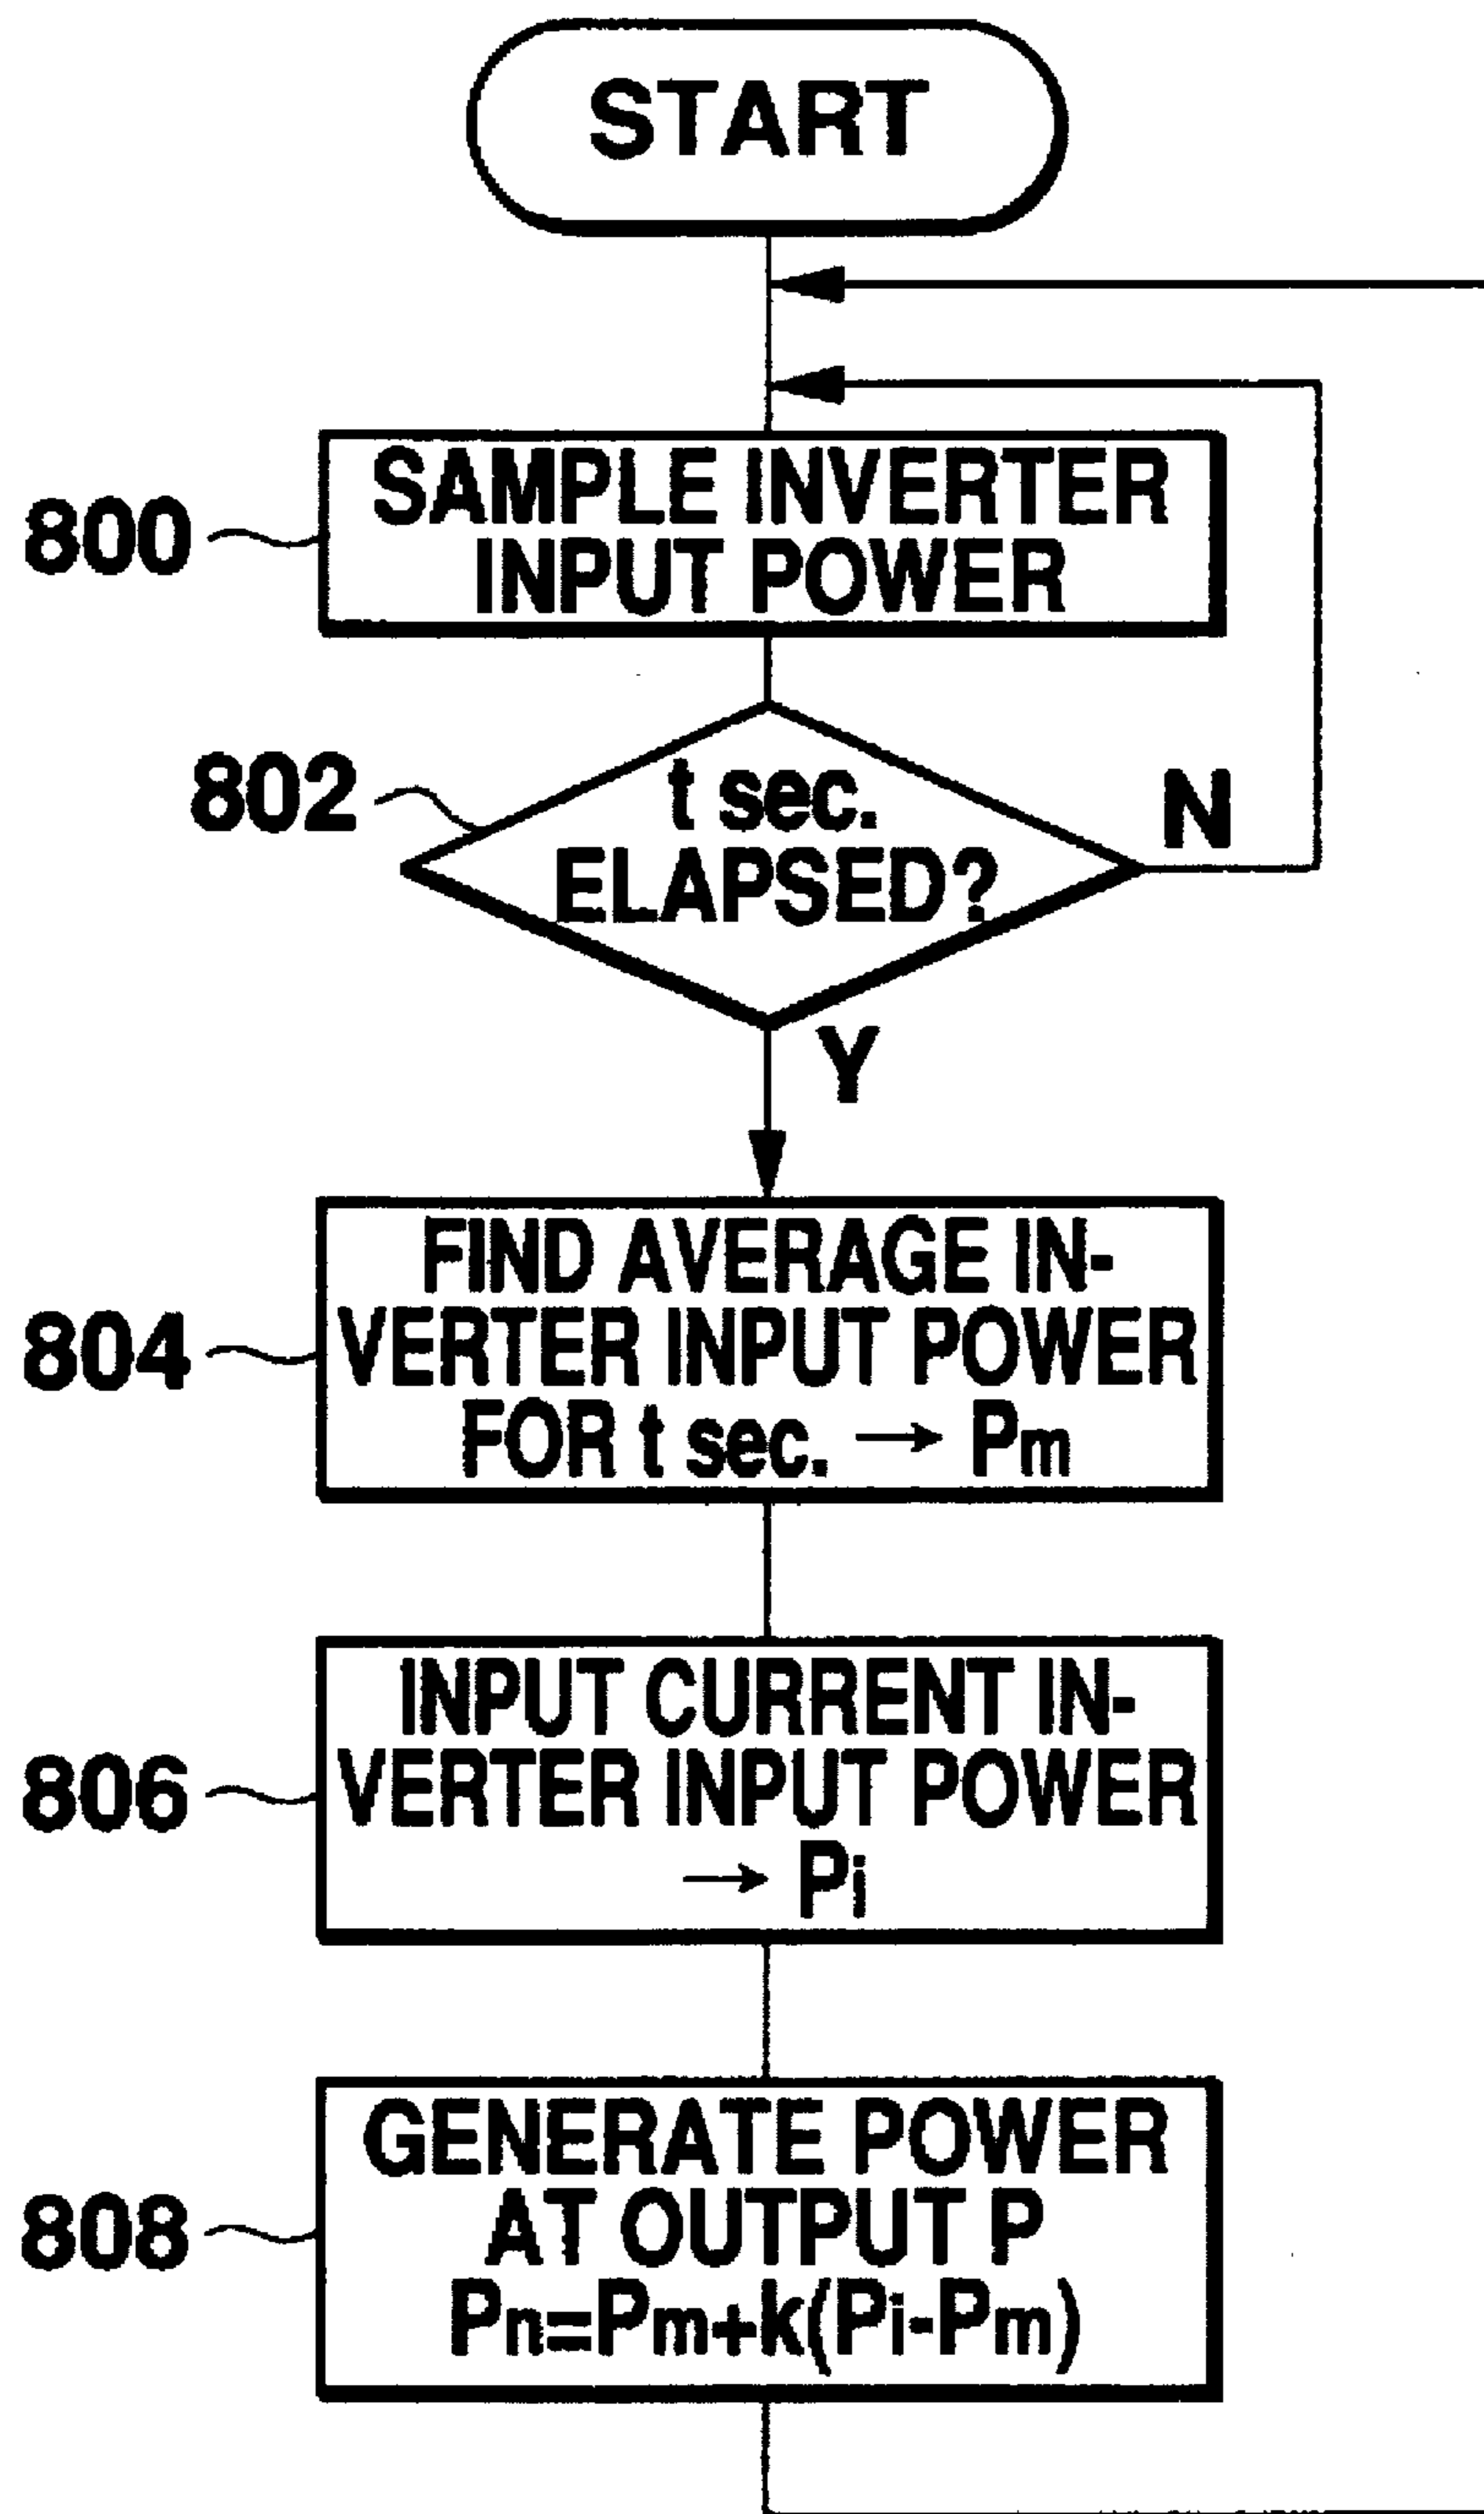 START
800
SAMPLE INVERTER
INPUT POWER
802
t sec.
ELAPSED?
N
Y
804
FIND AVERAGE IN-
VERTER INPUT POWER
FOR t sec. → Pm
806
INPUT CURRENT IN-
VERTER INPUT POWER
→ Pi
808
GENERATE POWER
AT OUTPUT P
Pn=Pm+k(Pi-Pm)